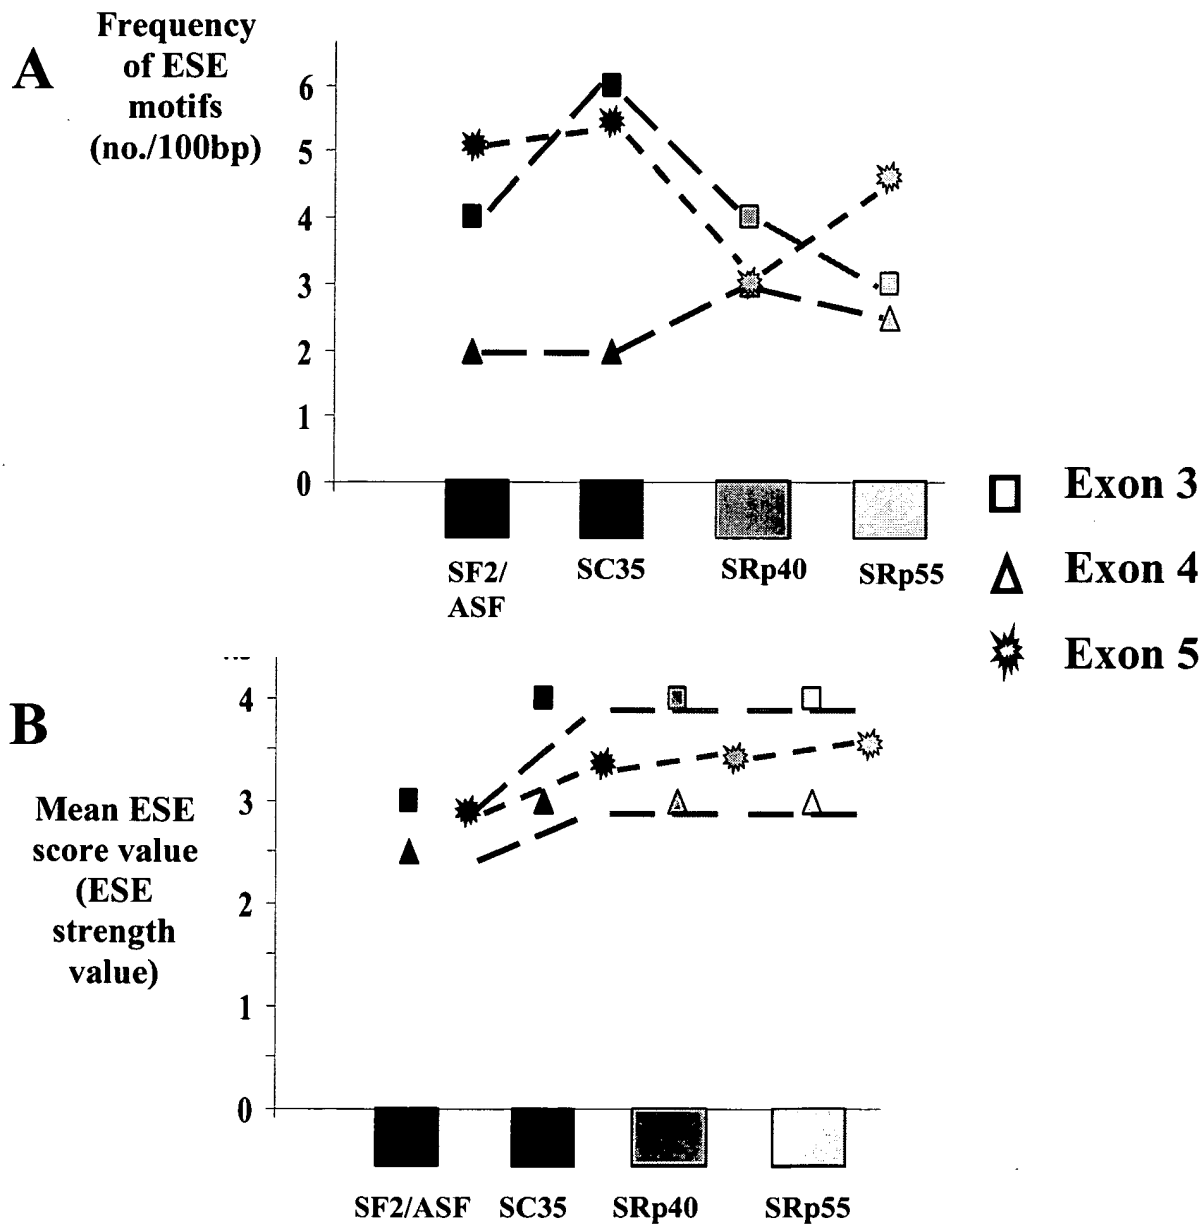 A
Frequency
of ESE
motifs
(no./100bp)
6
5
4
3
2
1
0
SF2/
ASF
SC35
SRp40
SRp55
Exon 3
Exon 4
Exon 5
B
Mean ESE
score value
(ESE
strength
value)
4
3
2
1
0
SF2/ASF
SC35
SRp40
SRp55